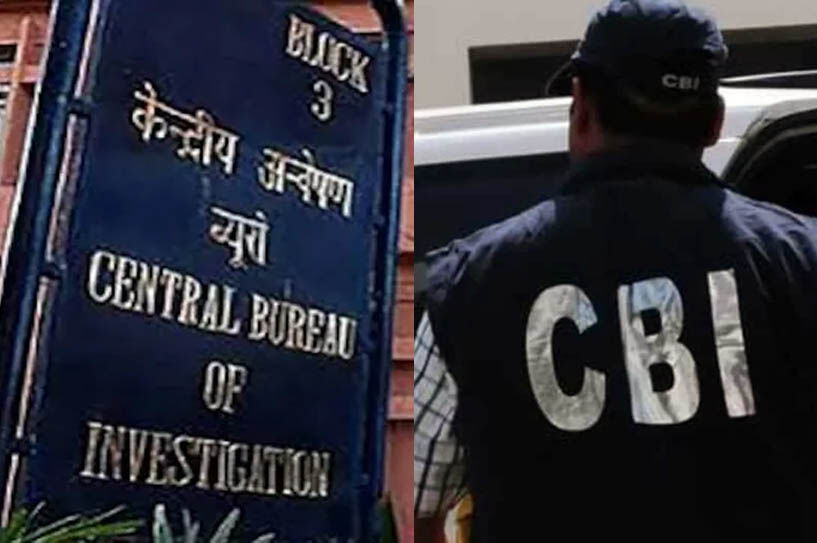 BLOCK
3
केन्द्रीय अन्वेषण
ब्यूरो
CENTRAL BUREAU
OF
INVESTIGATION
CBI
CBI